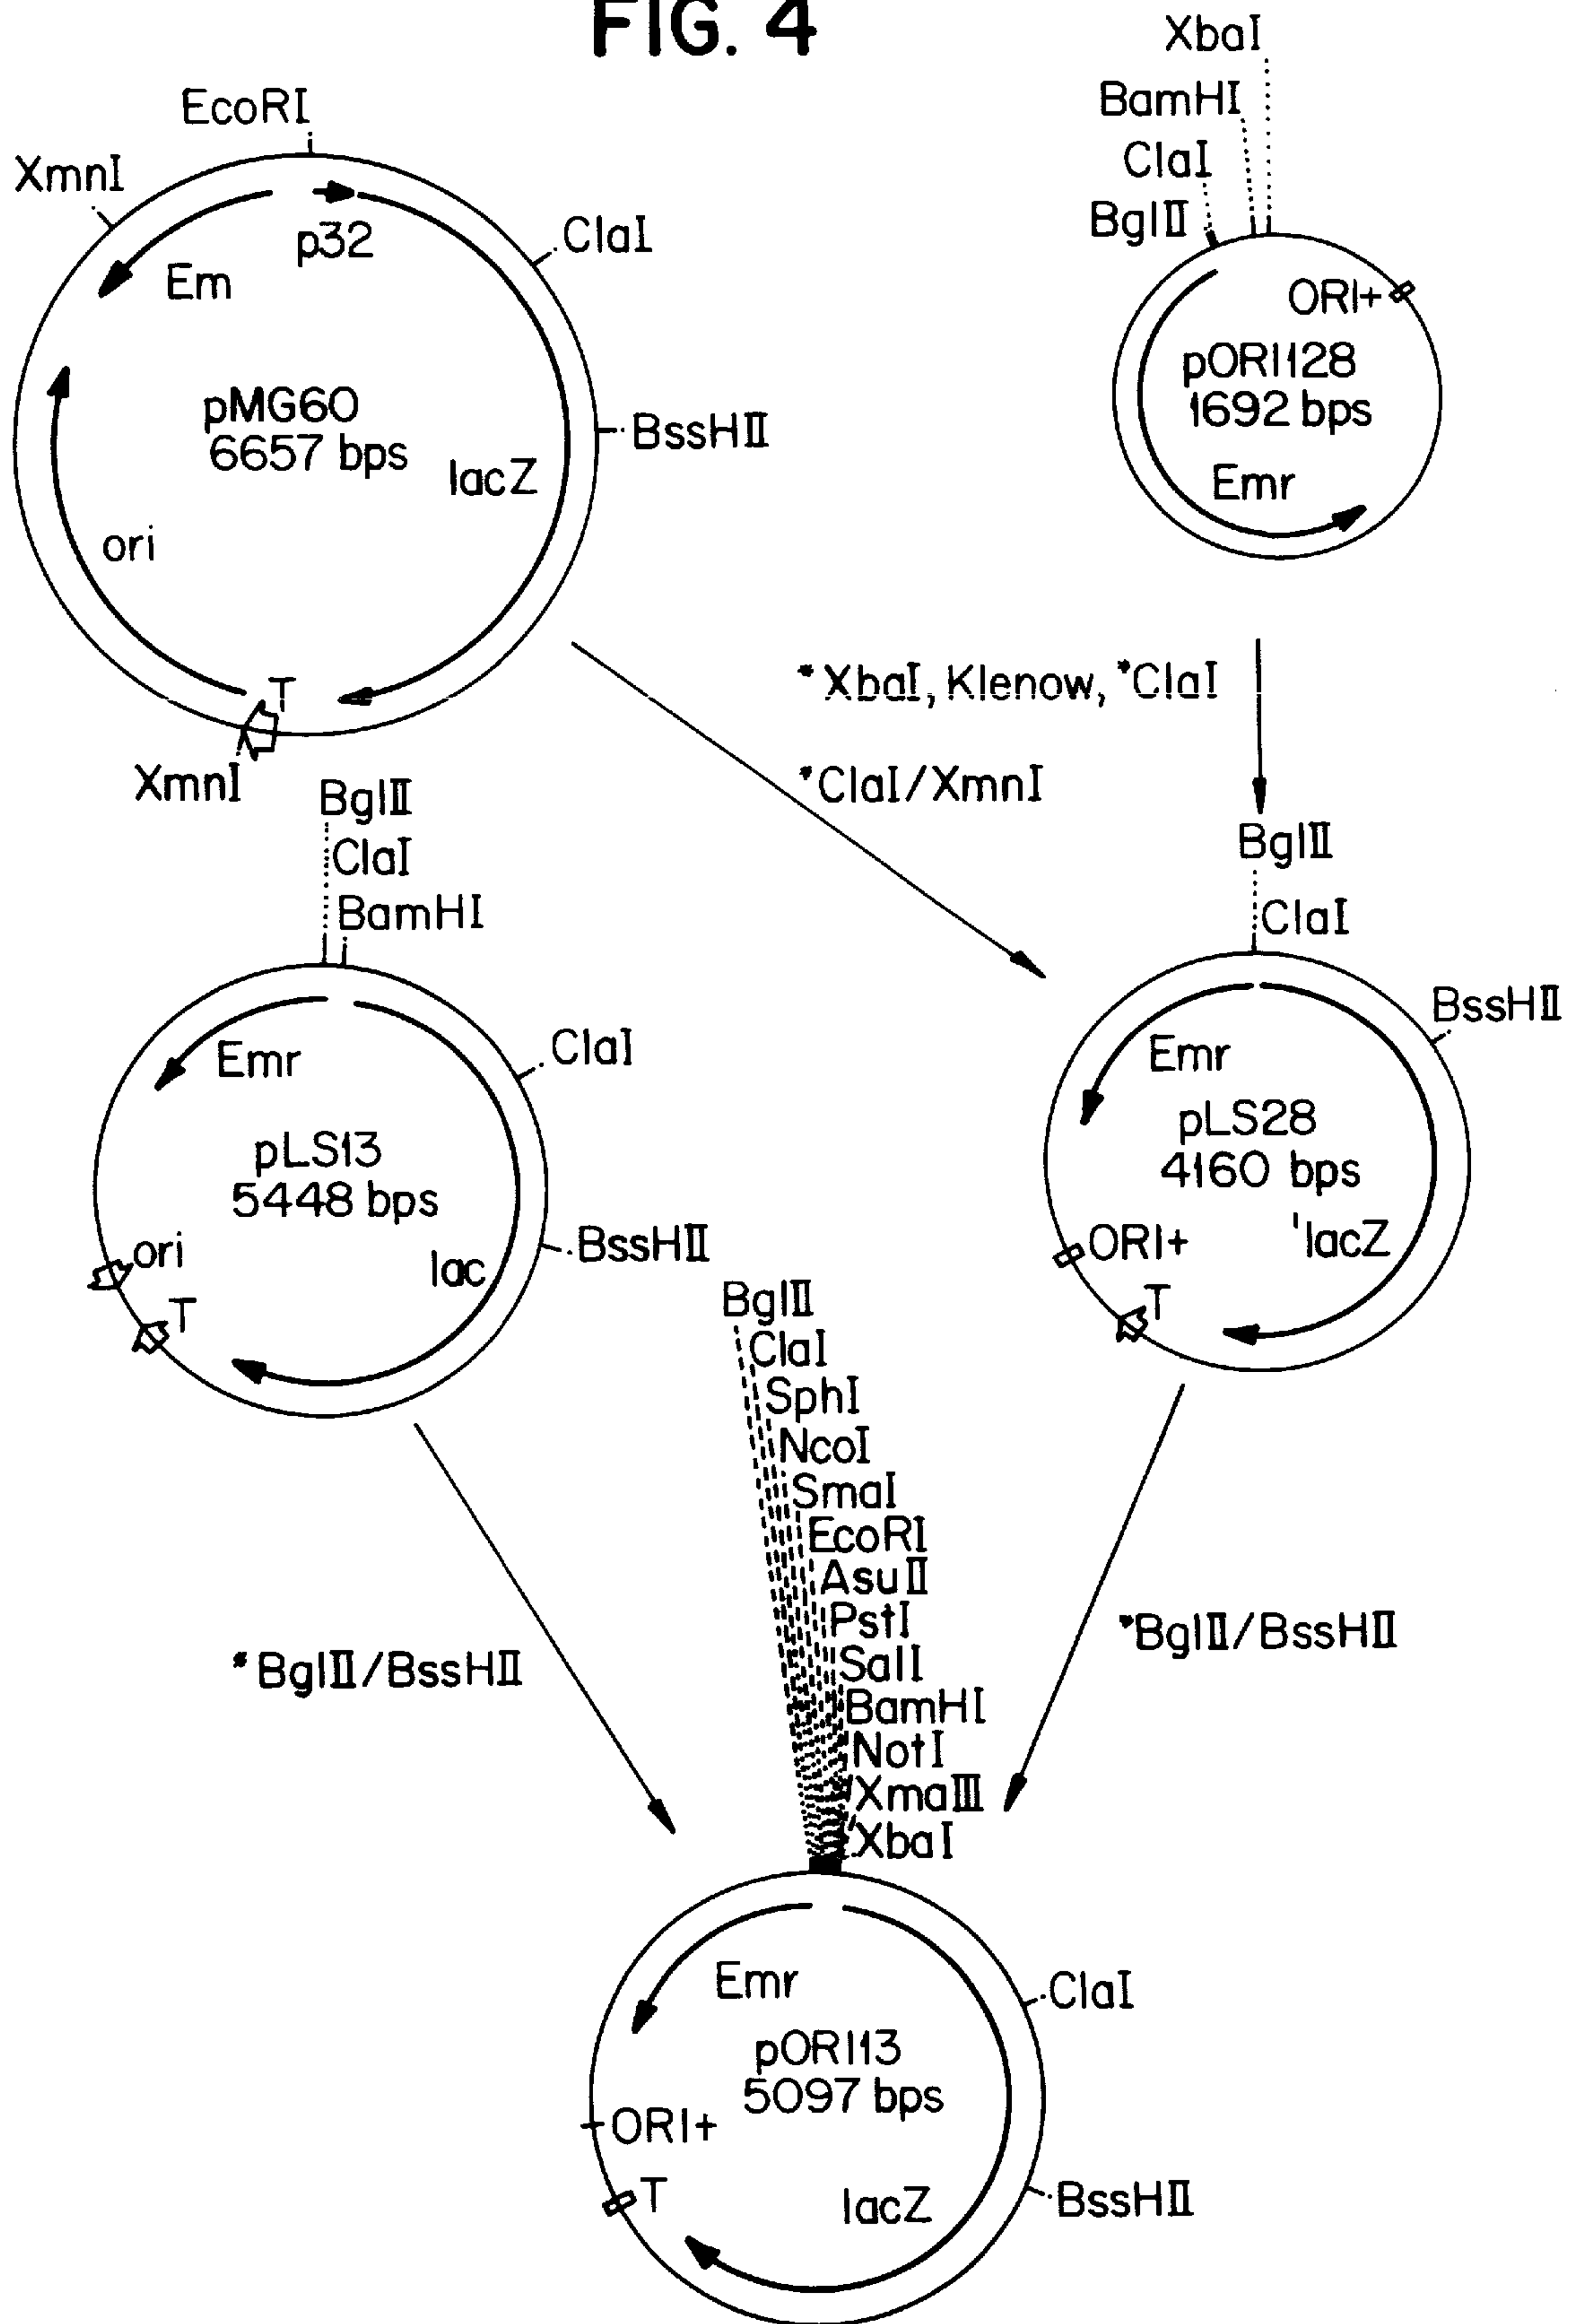 FIG. 4
EcoRI
XmnI
p32
Em
ClaI
pMG60
6657 bps
BssHII
lacZ
ori
T
XmnI
XbaI
BamHI
ClaI
BglII
ORI+
pORI128
1692 bps
Emr
*XbaI, Klenow, *ClaI
*ClaI/XmnI
BglII
ClaI
BamHI
Emr
ClaI
pLS13
5448 bps
ori
lac
BssHII
T
BglII
ClaI
BssHII
Emr
pLS28
4160 bps
ORI+
'lacZ
T
*BglII/BssHII
*BglII/BssHII
BglII
ClaI
SphI
NcoI
SmaI
EcoRI
AsuII
PstI
SalI
BamHI
NotI
XmaIII
XbaI
Emr
ClaI
pORI13
5097 bps
ORI+
T
lacZ
BssHII